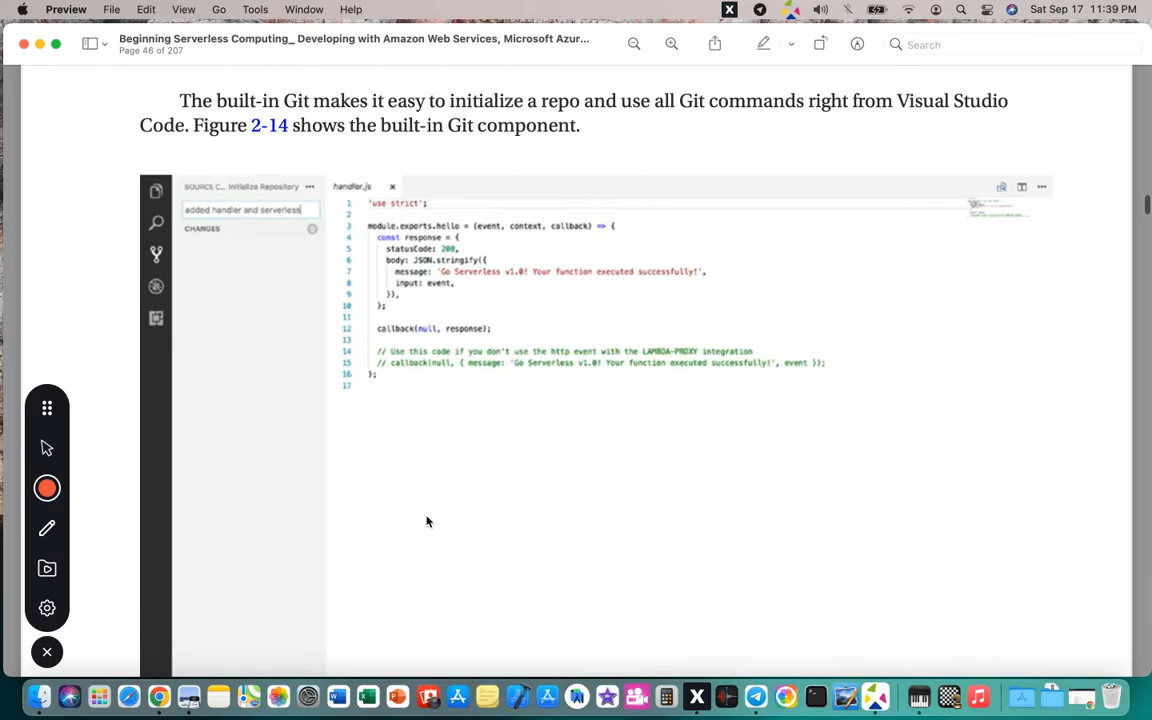 Preview File Edit View Go Tools Window Help Sat Sep 17 11:39 PM
Beginning Serverless Computing_ Developing with Amazon Web Services, Microsoft Azur...
Page 46 of 207
Search
The built-in Git makes it easy to initialize a repo and use all Git commands right from Visual Studio
Code. Figure 2-14 shows the built-in Git component.
SOURCE C... Initialize Repository ••• handler.js ×
added handler and serverless
CHANGES 0
1 'use strict';
2
3 module.exports.hello = (event, context, callback) => {
4 const response = {
5 statusCode: 200,
6 body: JSON.stringify({
7 message: 'Go Serverless v1.0! Your function executed successfully!',
8 input: event,
9 }),
10 };
11
12 callback(null, response);
13
14 // Use this code if you don't use the http event with the LAMBDA-PROXY integration
15 // callback(null, { message: 'Go Serverless v1.0! Your function executed successfully!', event });
16 };
17